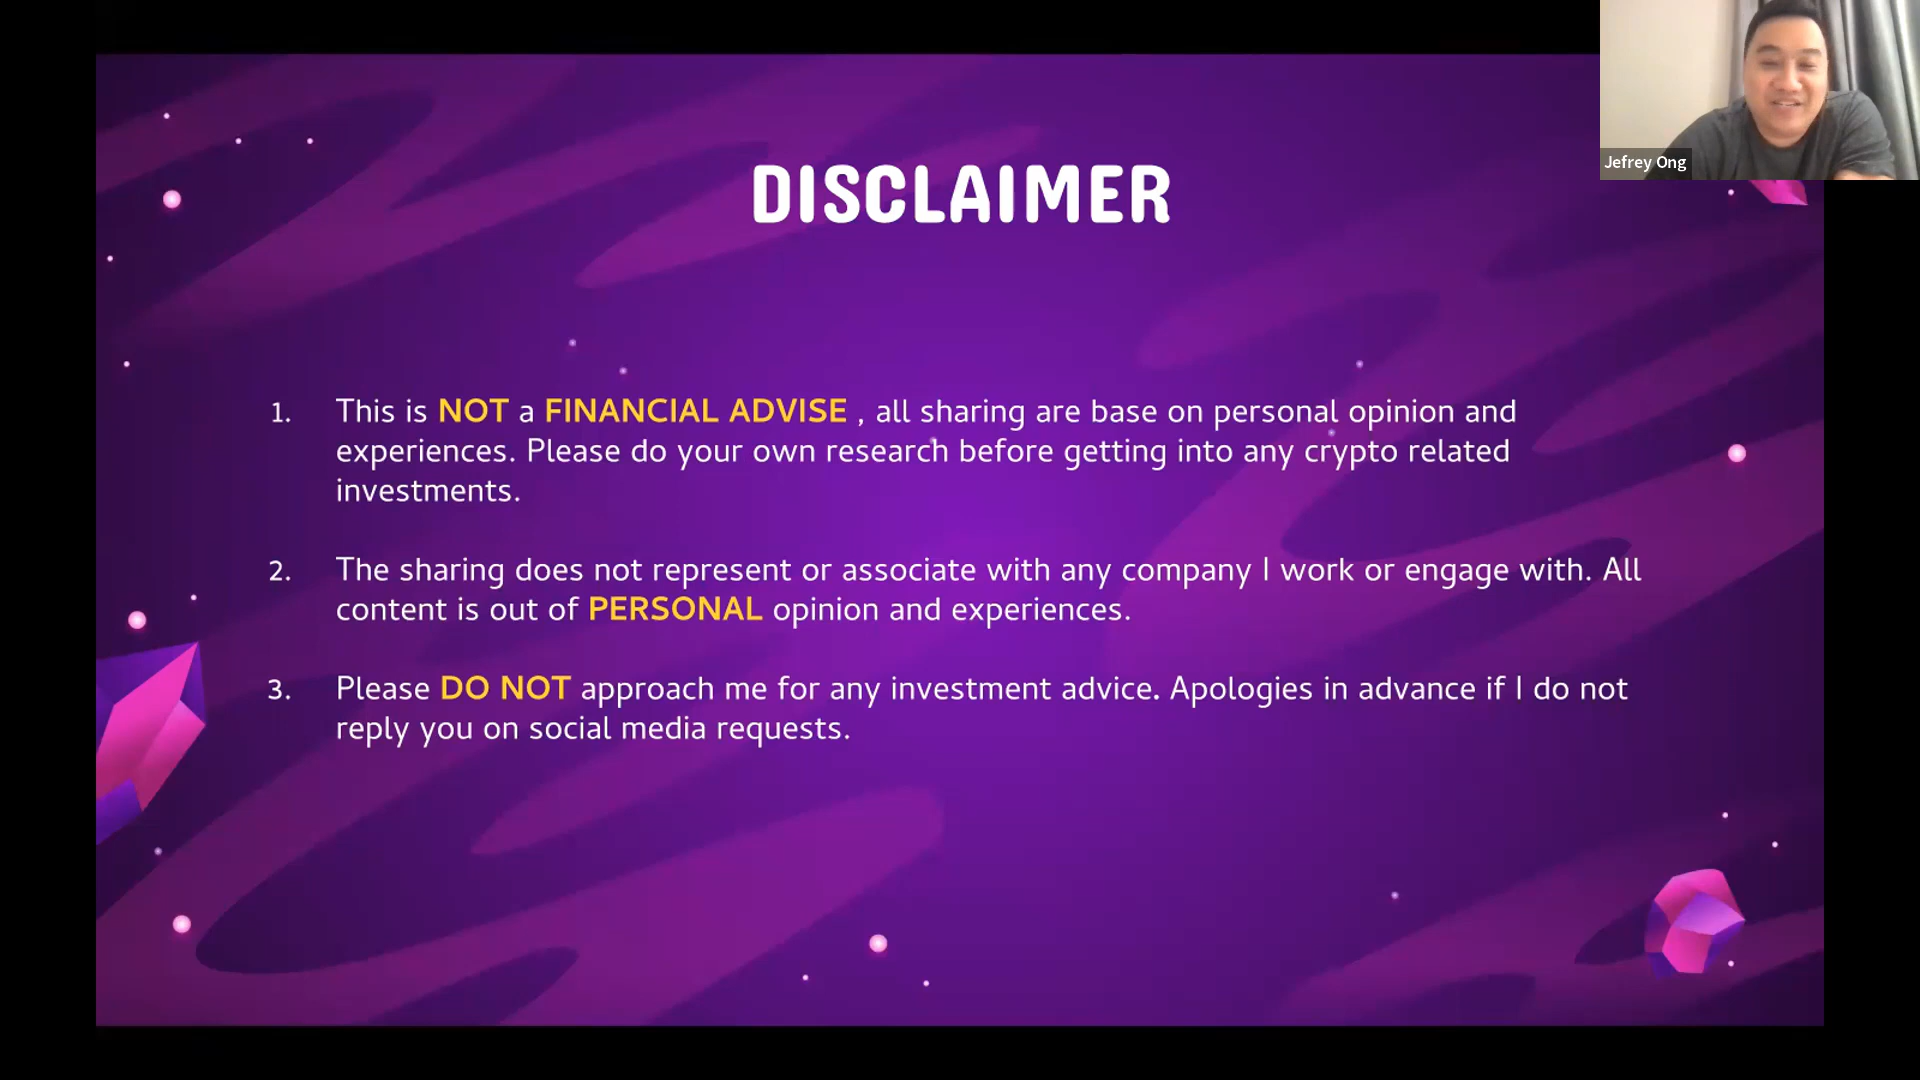 Jefrey Ong
DISCLAIMER
1. This is NOT a FINANCIAL ADVISE , all sharing are base on personal opinion and
experiences. Please do your own research before getting into any crypto related
investments.
2. The sharing does not represent or associate with any company I work or engage with. All
content is out of PERSONAL opinion and experiences.
3. Please DO NOT approach me for any investment advice. Apologies in advance if I do not
reply you on social media requests.